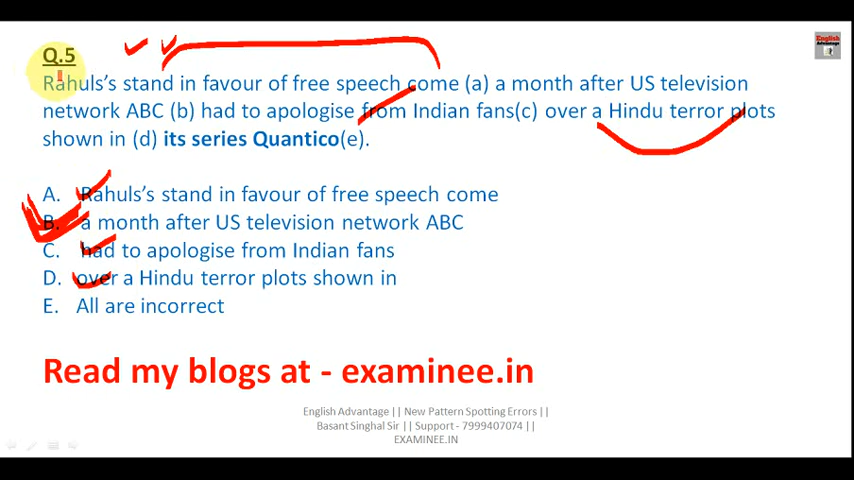 English
Advantage
Q.5
Rahuls's stand in favour of free speech come (a) a month after US television
network ABC (b) had to apologise from Indian fans(c) over a Hindu terror plots
shown in (d) its series Quantico(e).
A. Rahuls's stand in favour of free speech come
B. a month after US television network ABC
C. had to apologise from Indian fans
D. over a Hindu terror plots shown in
E. All are incorrect
Read my blogs at - examinee.in
English Advantage || New Pattern Spotting Errors ||
Basant Singhal Sir || Support - 7999407074 ||
EXAMINEE.IN